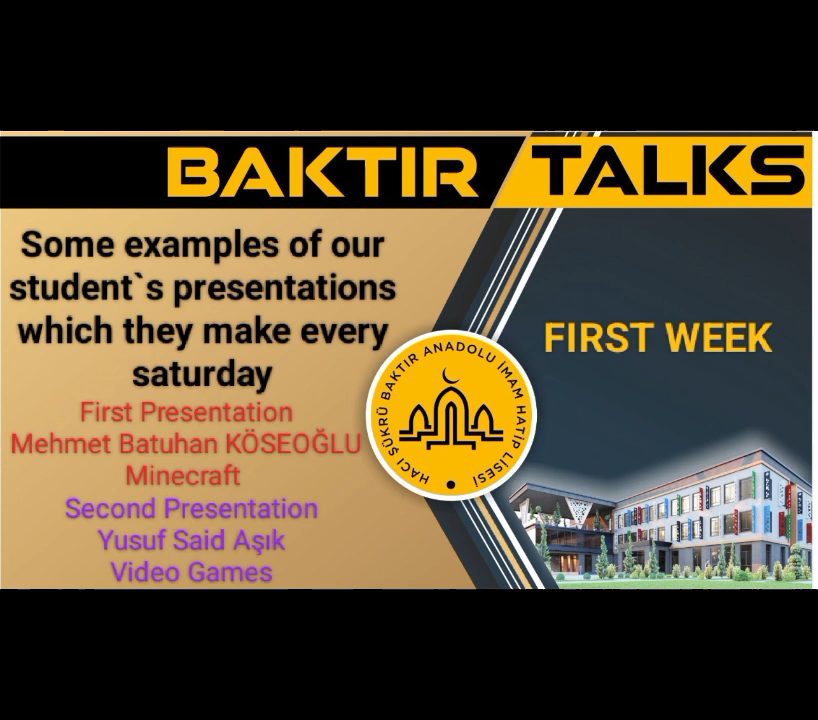 BAKTIR TALKS
Some examples of our
student`s presentations
which they make every
saturday
First Presentation
Mehmet Batuhan KÖSEOĞLU
Minecraft
Second Presentation
Yusuf Said Aşık
Video Games
HACI ŞÜKRÜ BAKTIR ANADOLU İMAM HATİP LİSESİ
FIRST WEEK